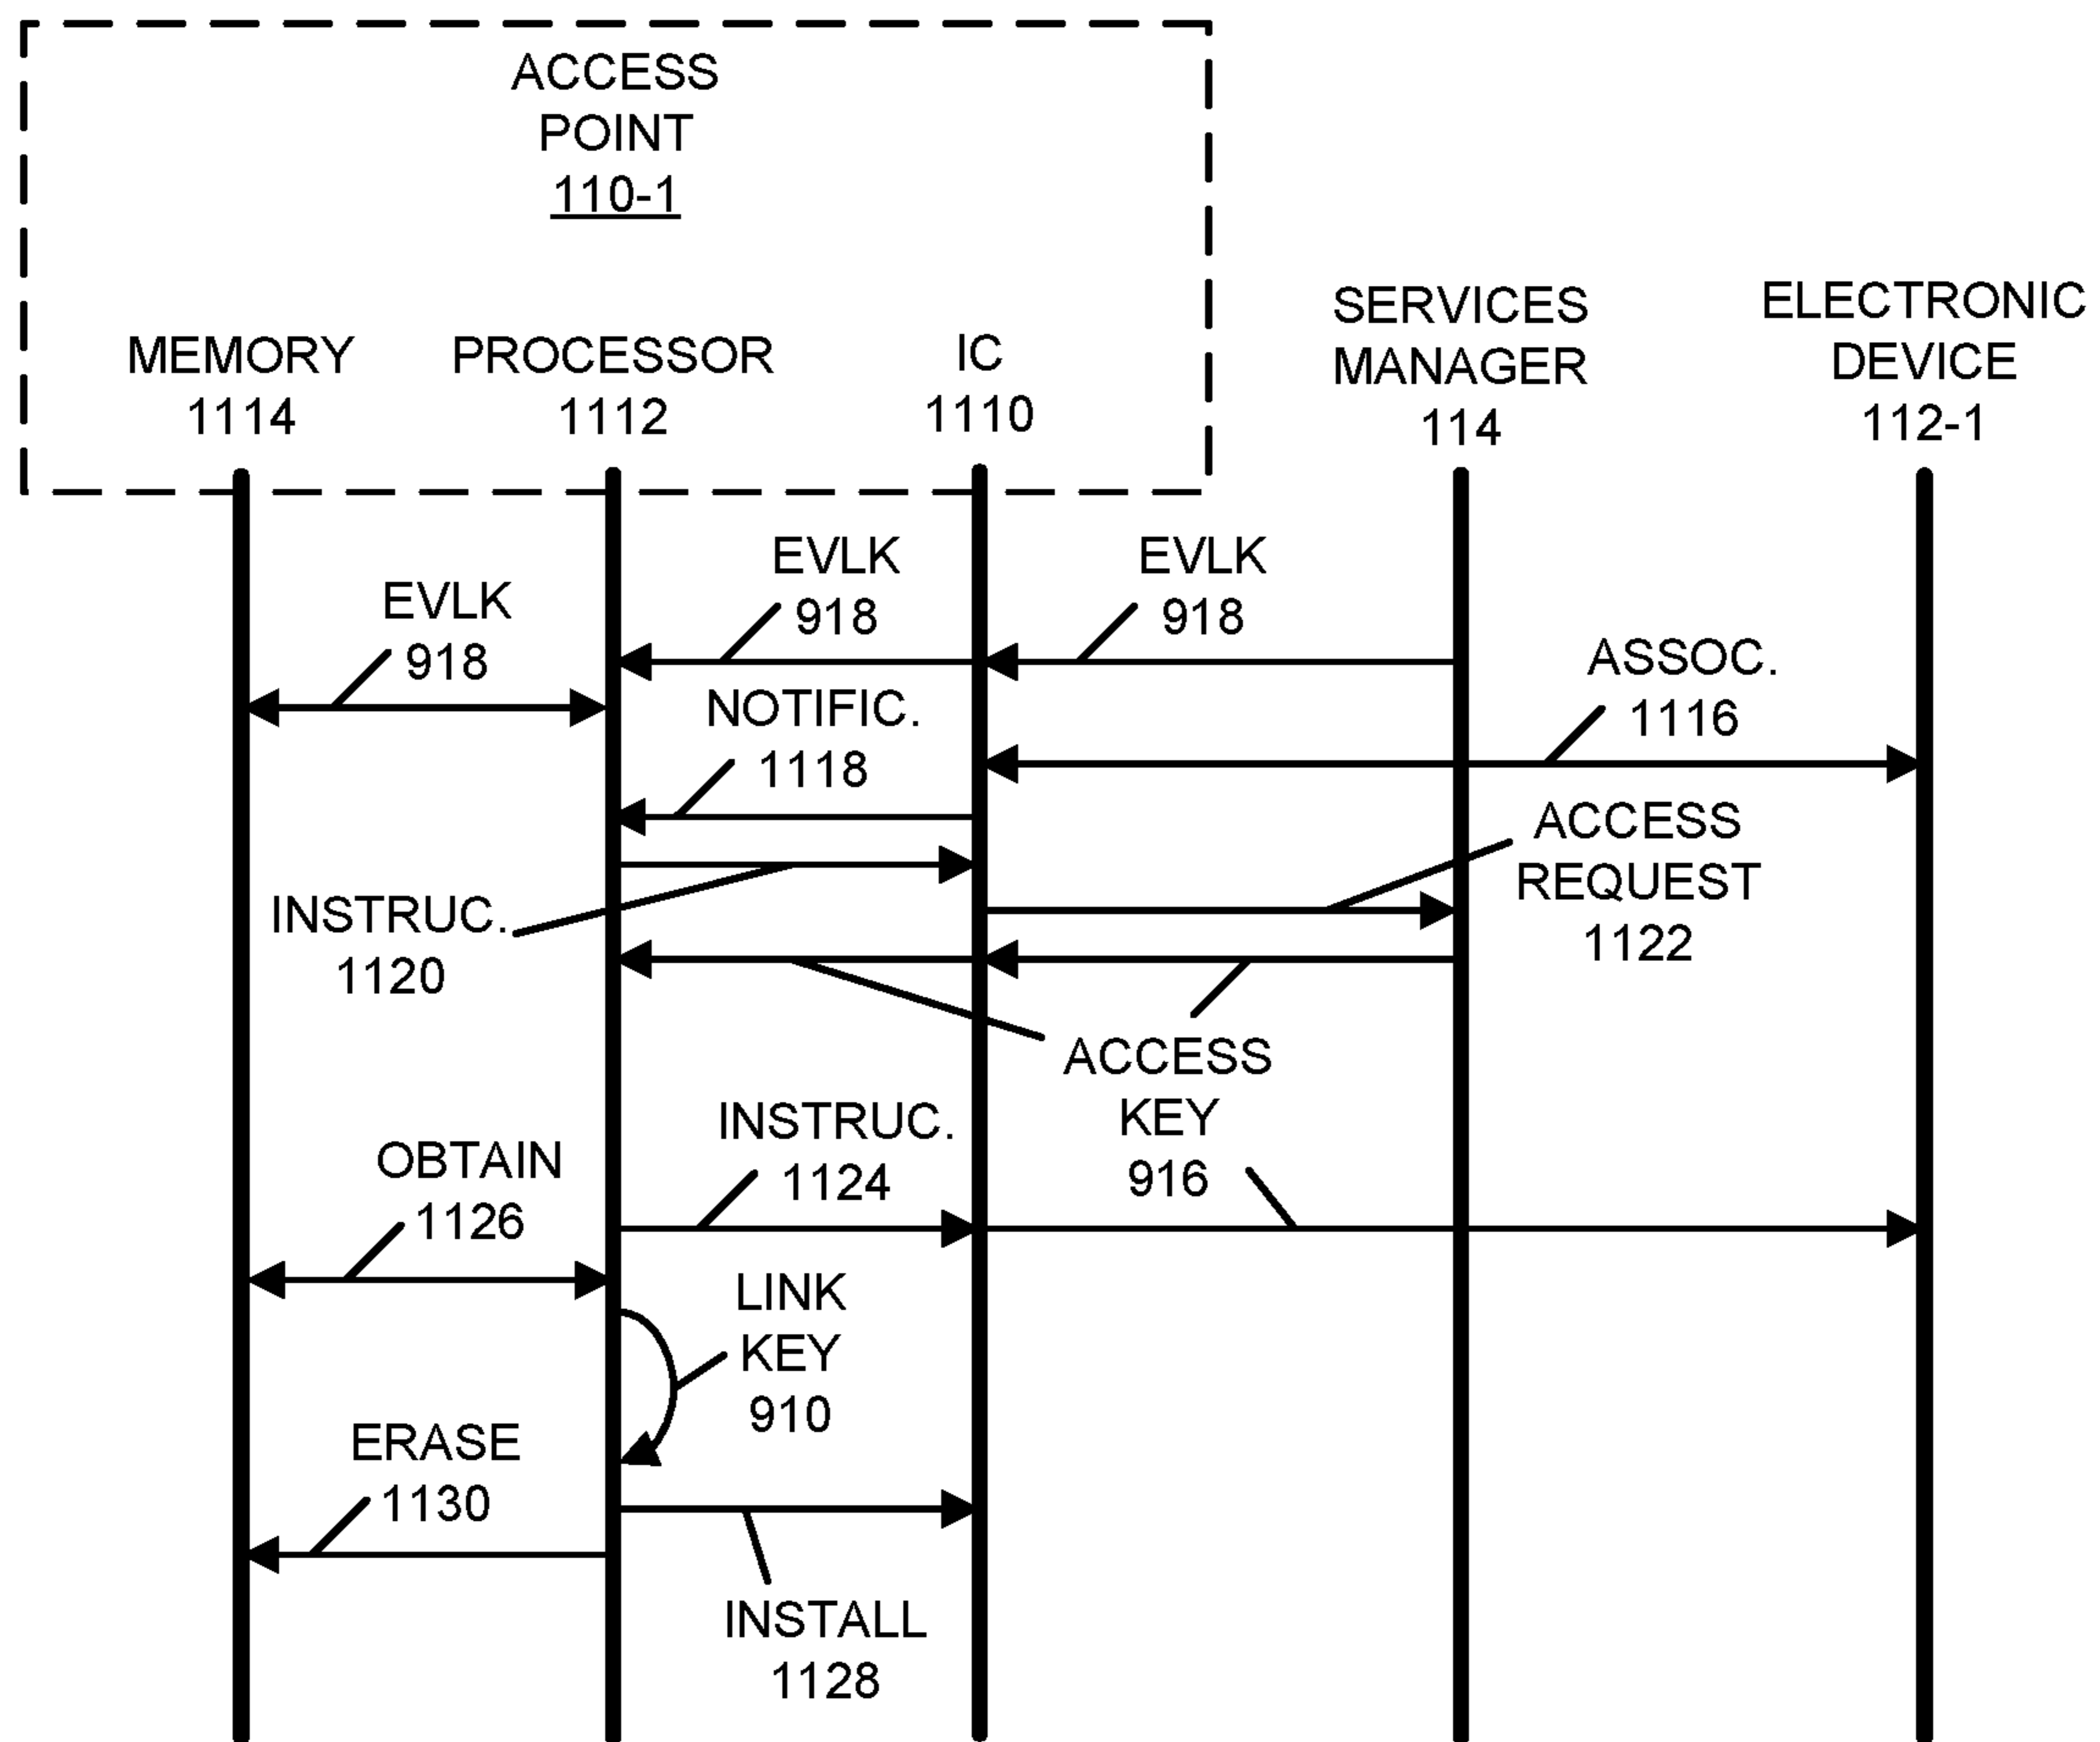 ACCESS
POINT
110-1
MEMORY
1114
PROCESSOR
1112
IC
1110
SERVICES
MANAGER
114
ELECTRONIC
DEVICE
112-1
EVLK
918
EVLK
918
EVLK
918
ASSOC.
1116
NOTIFIC.
1118
INSTRUC.
1120
ACCESS
REQUEST
1122
ACCESS
KEY
916
INSTRUC.
1124
OBTAIN
1126
LINK
KEY
910
ERASE
1130
INSTALL
1128